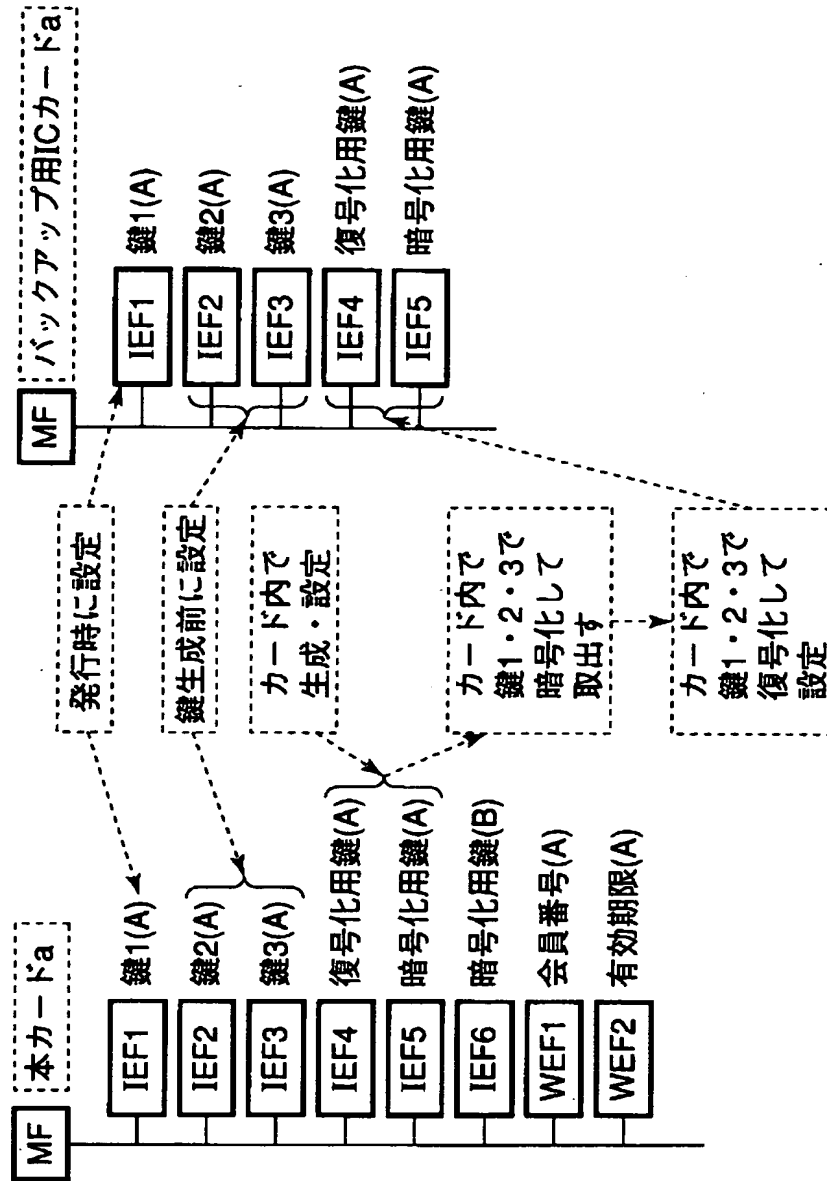 本カードa
MF
IEF1
鍵1(A)
IEF2
鍵2(A)
IEF3
鍵3(A)
IEF4
復号化用鍵(A)
IEF5
暗号化用鍵(A)
IEF6
暗号化用鍵(B)
WEF1
会員番号(A)
WEF2
有効期限(A)
発行時に設定
鍵生成前に設定
カード内で
生成・設定
カード内で
鍵1・2・3で
暗号化して
取出す
カード内で
鍵1・2・3で
復号化して
設定
バックアップ用ICカードa
MF
IEF1
鍵1(A)
IEF2
鍵2(A)
IEF3
鍵3(A)
IEF4
復号化用鍵(A)
IEF5
暗号化用鍵(A)